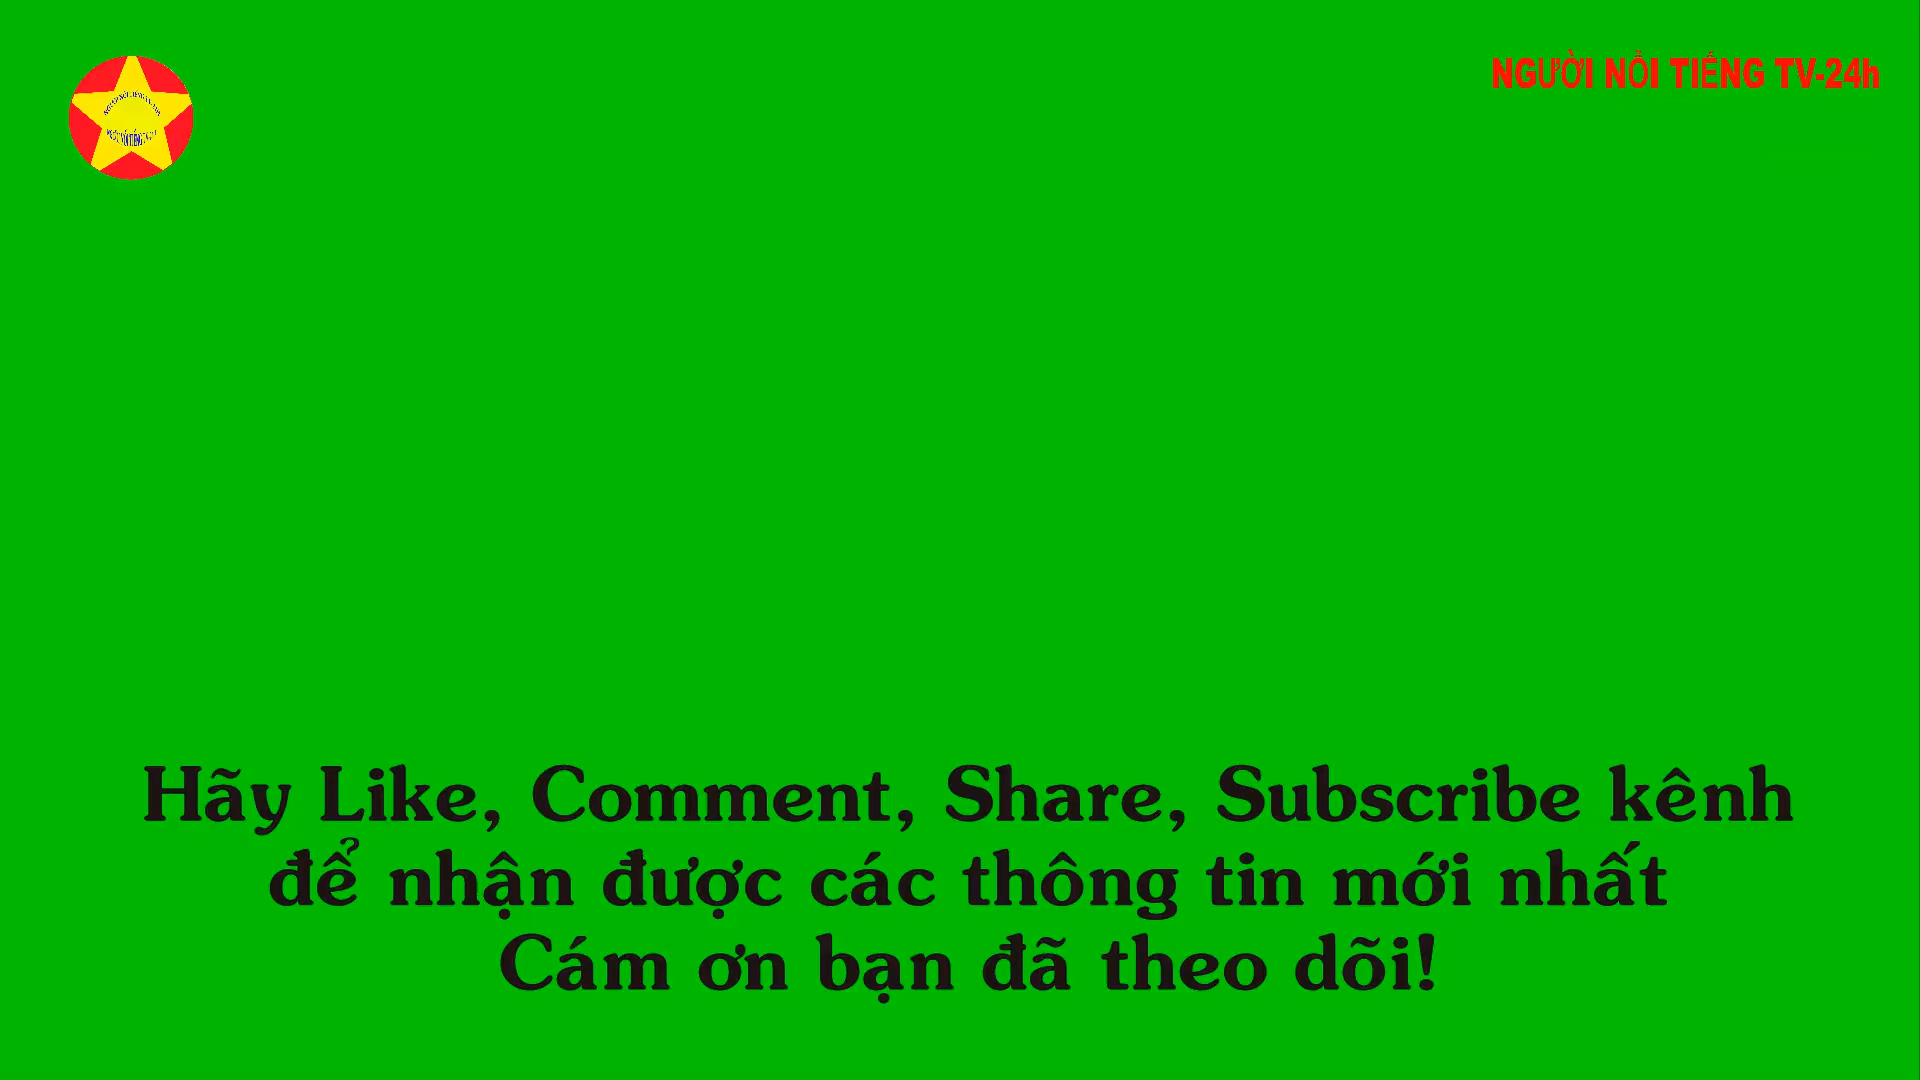 NGƯỜI NỔI TIẾNG TV-24h
Hãy Like, Comment, Share, Subscribe kênh
để nhận được các thông tin mới nhất
Cám ơn bạn đã theo dõi!